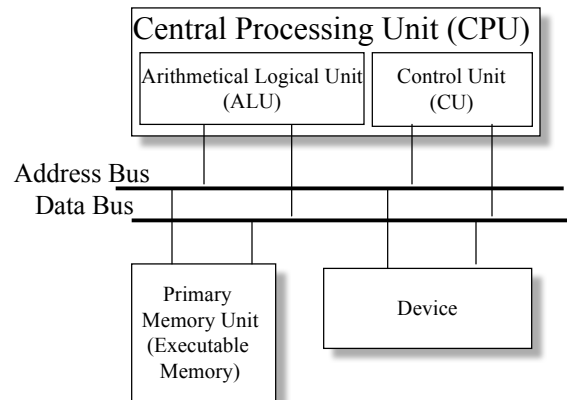 Central Processing Unit (CPU)
Arithmetical Logical Unit
(ALU)
Control Unit
(CU)
Address Bus
Data Bus
Primary
Memory Unit
(Executable
Memory)
Device